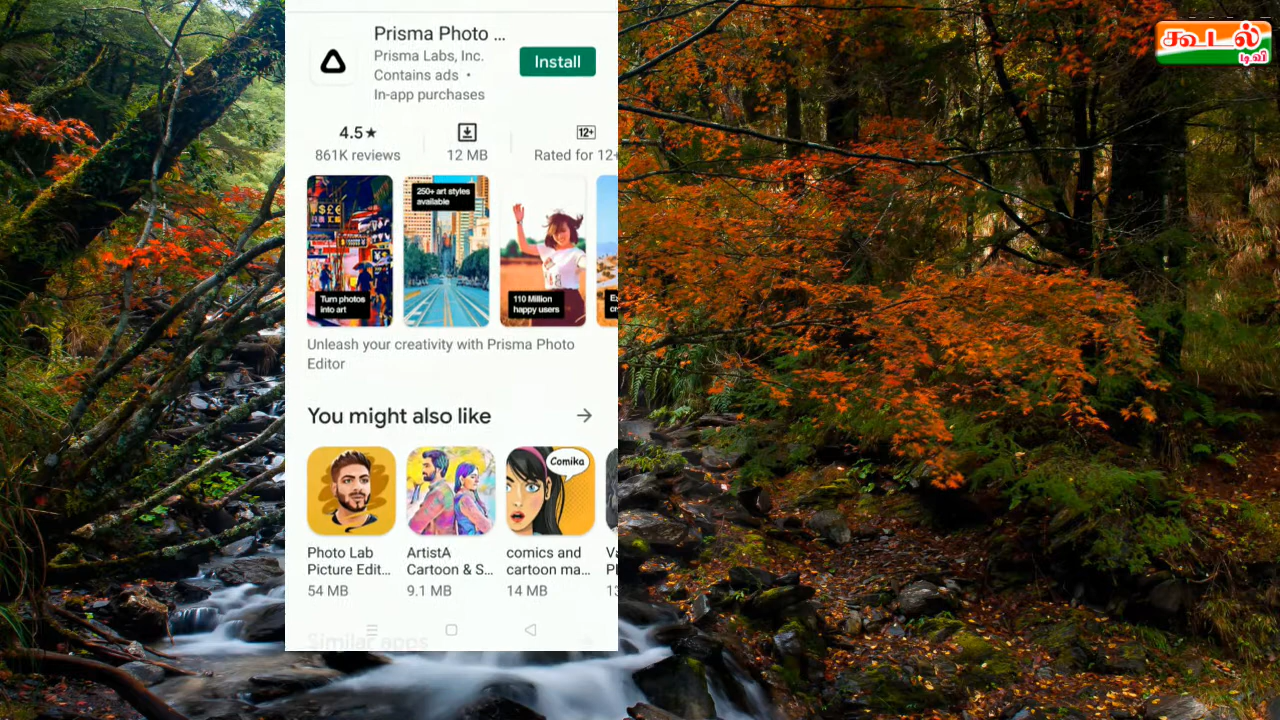 Prisma Photo ...
Prisma Labs, Inc.
Contains ads •
In-app purchases
Install
4.5★
861K reviews
12 MB
12+
Rated for 12+
Turn photos
into art
250+ art styles
available
110 Million
happy users
Unleash your creativity with Prisma Photo
Editor
You might also like
Comika
Photo Lab
Picture Edit...
54 MB
ArtistA
Cartoon & S...
9.1 MB
comics and
cartoon ma...
14 MB
Similar apps
கூடல்
டிவி